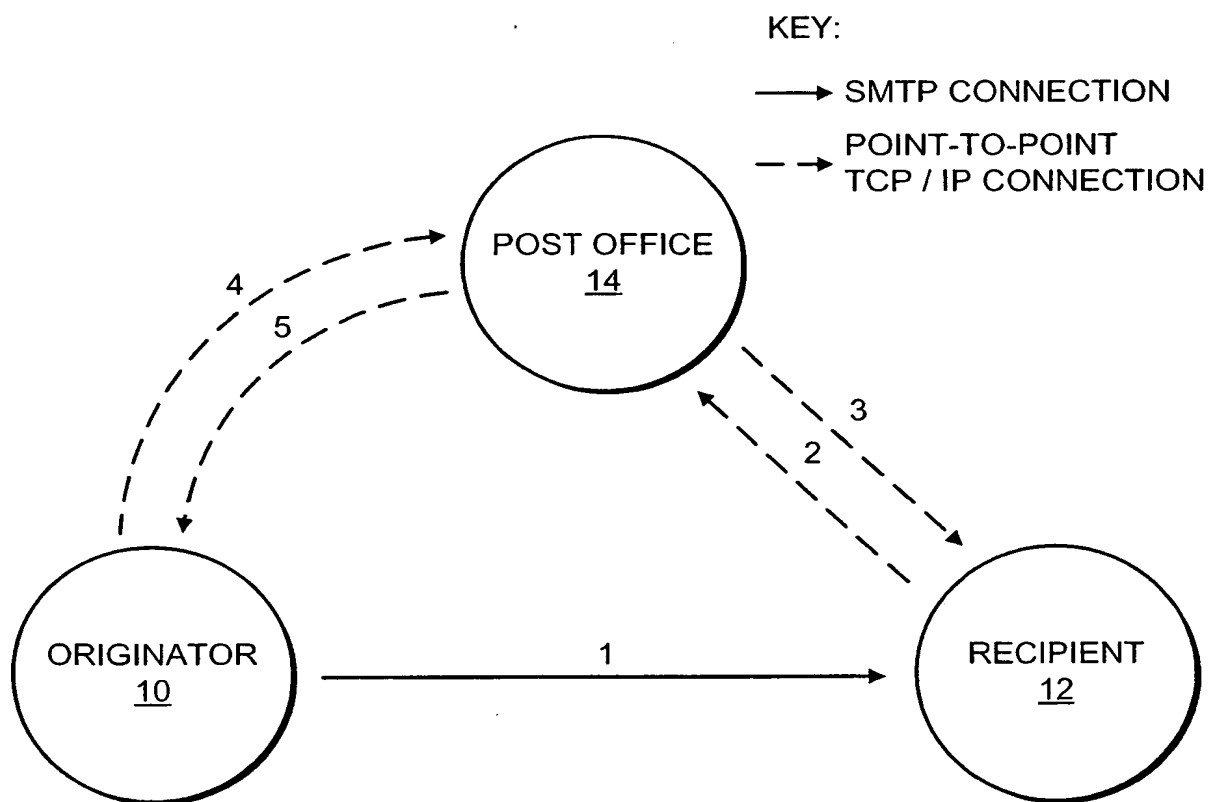 KEY:
SMTP CONNECTION
POINT-TO-POINT
TCP / IP CONNECTION
POST OFFICE
14
4
5
3
2
ORIGINATOR
10
1
RECIPIENT
12